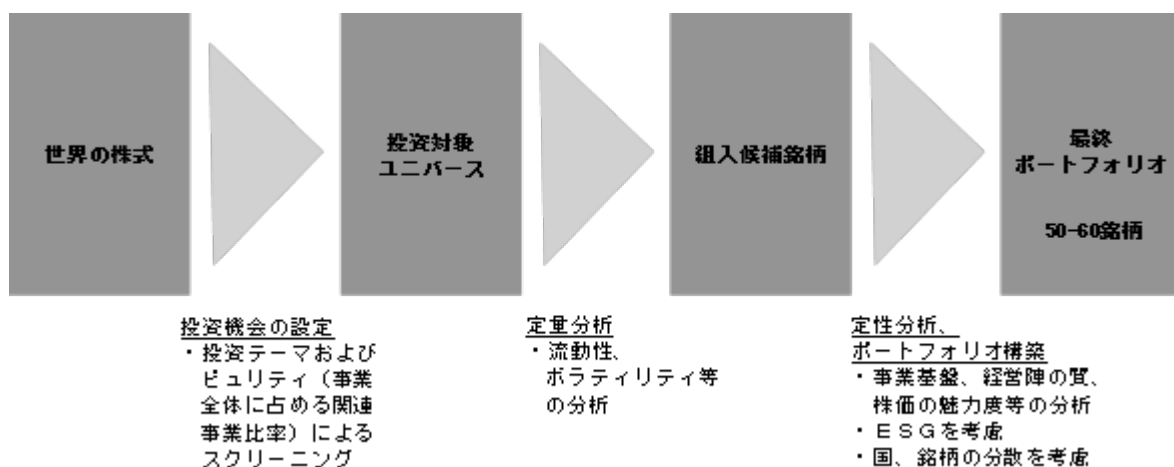 世界の株式
投資対象
ユニバース
組入候補銘柄
最終
ポートフォリオ
50-60銘柄
投資機会の設定
・投資テーマおよび
ピュリティ（事業
全体に占める関連
事業比率）による
スクリーニング
定量分析
・流動性、
ボラティリティ等
の分析
定性分析、
ポートフォリオ構築
・事業基盤、経営陣の質、
株価の魅力度等の分析
・ＥＳＧを考慮
・国、銘柄の分散を考慮